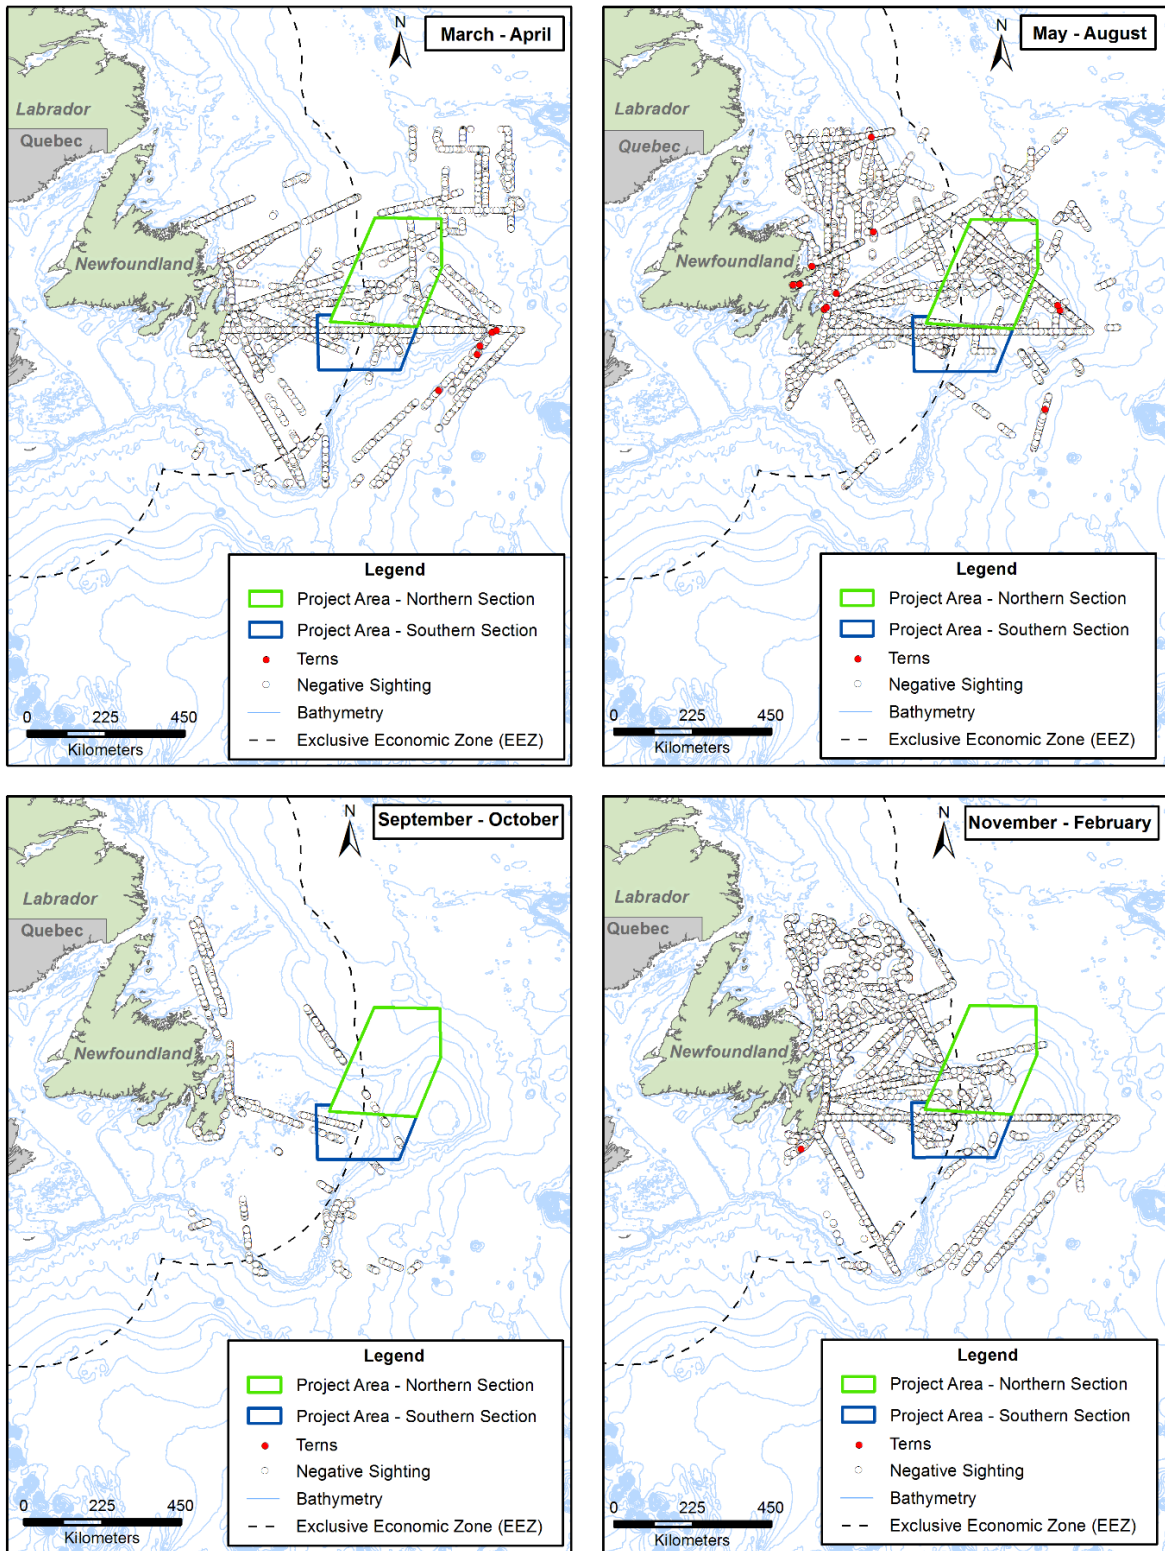 March - April
N
Labrador
Quebec
Newfoundland
Legend
Project Area - Northern Section
Project Area - Southern Section
Terns
Negative Sighting
Bathymetry
Exclusive Economic Zone (EEZ)
0 225 450
Kilometers
May - August
N
Labrador
Quebec
Newfoundland
Legend
Project Area - Northern Section
Project Area - Southern Section
Terns
Negative Sighting
Bathymetry
Exclusive Economic Zone (EEZ)
0 225 450
Kilometers
September - October
N
Labrador
Quebec
Newfoundland
Legend
Project Area - Northern Section
Project Area - Southern Section
Terns
Negative Sighting
Bathymetry
Exclusive Economic Zone (EEZ)
0 225 450
Kilometers
November - February
N
Labrador
Quebec
Newfoundland
Legend
Project Area - Northern Section
Project Area - Southern Section
Terns
Negative Sighting
Bathymetry
Exclusive Economic Zone (EEZ)
0 225 450
Kilometers